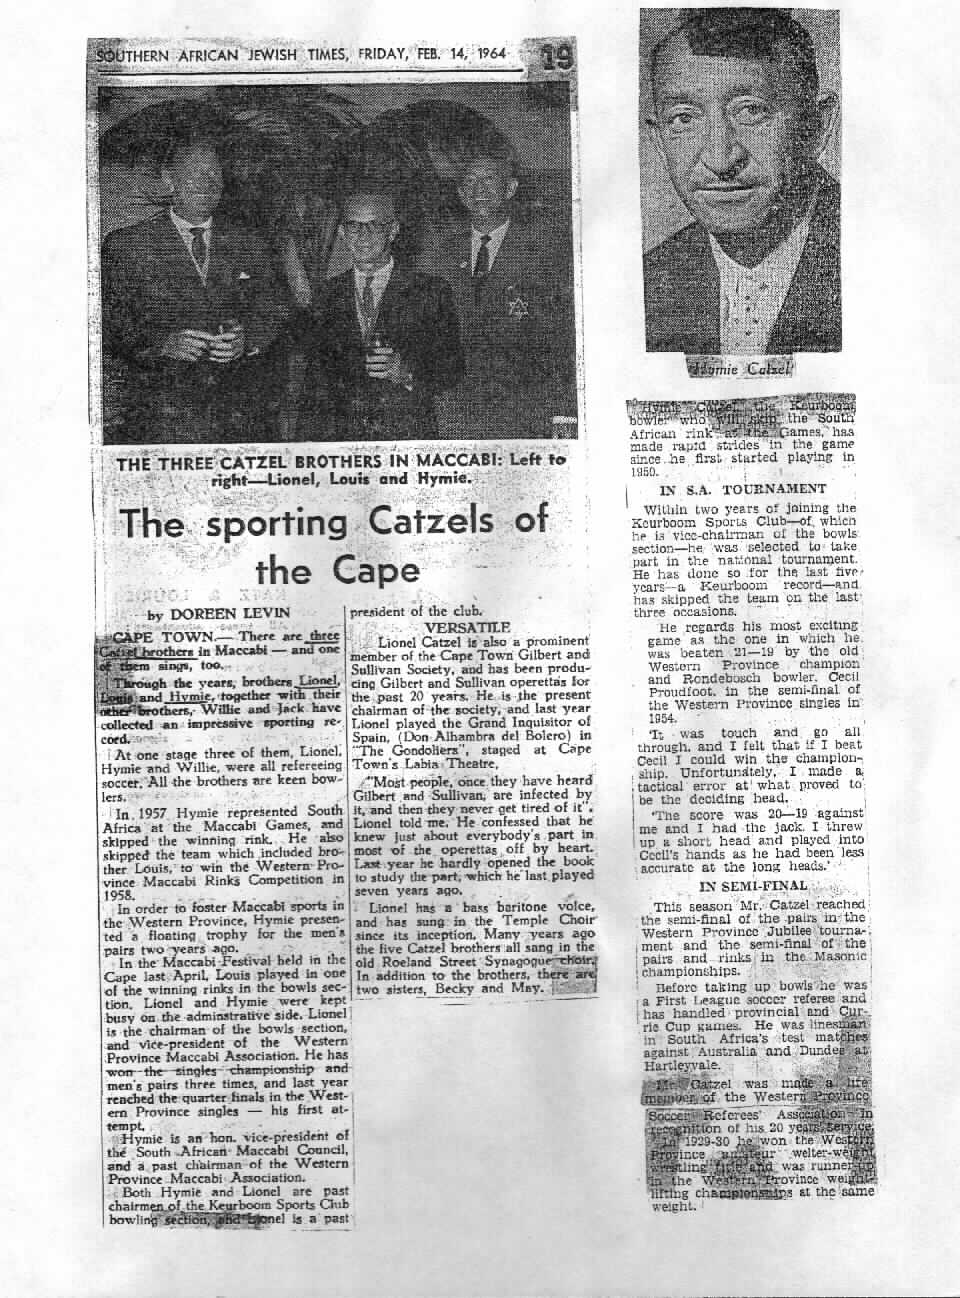 SOUTHERN AFRICAN JEWISH TIMES, FRIDAY, FEB. 14, 1964
19
THE THREE CATZEL BROTHERS IN MACCABI: Left to
right—Lionel, Louis and Hymie.
The sporting Catzels of
the Cape
by DOREEN LEVIN
CAPE TOWN.— There are three
Catzel brothers in Maccabi — and one
of them sings, too.
Through the years, brothers Lionel,
Louis and Hymie, together with their
other brothers, Willie and Jack have
collected an impressive sporting re-
cord.
At one stage three of them, Lionel,
Hymie and Willie, were all refereeing
soccer. All the brothers are keen bow-
lers.
In 1957 Hymie represented South
Africa at the Maccabi Games, and
skipped the winning rink. He also
skipped the team which included bro-
ther Louis, to win the Western Pro-
vince Maccabi Rinks Competition in
1958.
In order to foster Maccabi sports in
the Western Province, Hymie presen-
ted a floating trophy for the men's
pairs two years ago.
In the Maccabi Festival held in the
Cape last April, Louis played in one
of the winning rinks in the bowls sec-
tion. Lionel and Hymie were kept
busy on the adminstrative side. Lionel
is the chairman of the bowls section,
and vice-president of the Western
Province Maccabi Association. He has
won the singles championship and
men's pairs three times, and last year
reached the quarter finals in the West-
ern Province singles — his first at-
tempt.
Hymie is an hon. vice-president of
the South African Maccabi Council,
and a past chairman of the Western
Province Maccabi Association.
Both Hymie and Lionel are past
chairmen of the Keurboom Sports Club
bowling section, and Lionel is a past
president of the club.
VERSATILE
Lionel Catzel is also a prominent
member of the Cape Town Gilbert and
Sullivan Society, and has been produ-
cing Gilbert and Sullivan operettas for
the past 20 years. He is the present
chairman of the society, and last year
Lionel played the Grand Inquisitor of
Spain, (Don Alhambra del Bolero) in
"The Gondoliers", staged at Cape
Town's Labia Theatre.
"Most people, once they have heard
Gilbert and Sullivan, are infected by
it, and then they never get tired of it",
Lionel told me. He confessed that he
knew just about everybody's part in
most of the operettas off by heart.
Last year he hardly opened the book
to study the part, which he last played
seven years ago.
Lionel has a bass baritone voice,
and has sung in the Temple Choir
since its inception. Many years ago
the five Catzel brothers all sang in the
old Roeland Street Synagogue choir.
In addition to the brothers, there are
two sisters, Becky and May.
Hymie Catzel
Hymie Catzel, the Keurboom
bowler who will skip the South
African rink at the Games, has
made rapid strides in the game
since he first started playing in
1950.
IN S.A. TOURNAMENT
Within two years of joining the
Keurboom Sports Club—of which
he is vice-chairman of the bowls
section—he was selected to take
part in the national tournament.
He has done so for the last five
years—a Keurboom record—and
has skipped the team on the last
three occasions.
He regards his most exciting
game as the one in which he
was beaten 21—19 by the old
Western Province champion
and Rondebosch bowler, Cecil
Proudfoot, in the semi-final of
the Western Province singles in
1954.
'It was touch and go all
through, and I felt that if I beat
Cecil I could win the champion-
ship. Unfortunately, I made a
tactical error at what proved to
be the deciding head.
'The score was 20—19 against
me and I had the jack. I threw
up a short head and played into
Cecil's hands as he had been less
accurate at the long heads.'
IN SEMI-FINAL
This season Mr. Catzel reached
the semi-final of the pairs in the
Western Province Jubilee tourna-
ment and the semi-final of the
pairs and rinks in the Masonic
championships.
Before taking up bowls he was
a First League soccer referee and
has handled provincial and Cur-
rie Cup games. He was linesman
in South Africa's test matches
against Australia and Dundee at
Hartleyvale.
Mr. Catzel was made a life
member of the Western Province
Soccer Referees' Association in
recognition of his 20 years' service.
In 1929-30 he won the Western
Province amateur welter-weight
wrestling title and was runner-up
in the Western Province weight-
lifting championships at the same
weight.